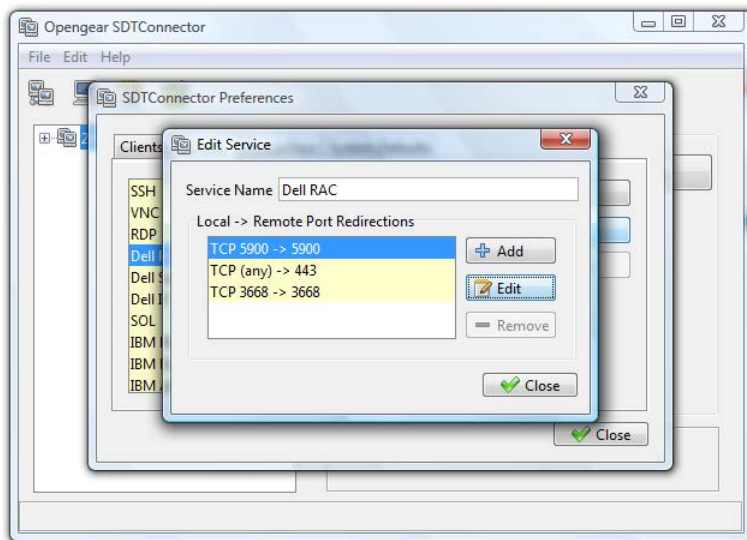 Opengear SDTConnector
File Edit Help
SDTConnector Preferences
Clients
Edit Service
SSH
VNC
RDP
Dell
Dell
Dell
SOL
IBM
IBM
IBM
Service Name Dell RAC
Local -> Remote Port Redirections
TCP 5900 -> 5900
TCP (any) -> 443
TCP 3668 -> 3668
Add
Edit
Remove
Close
Close